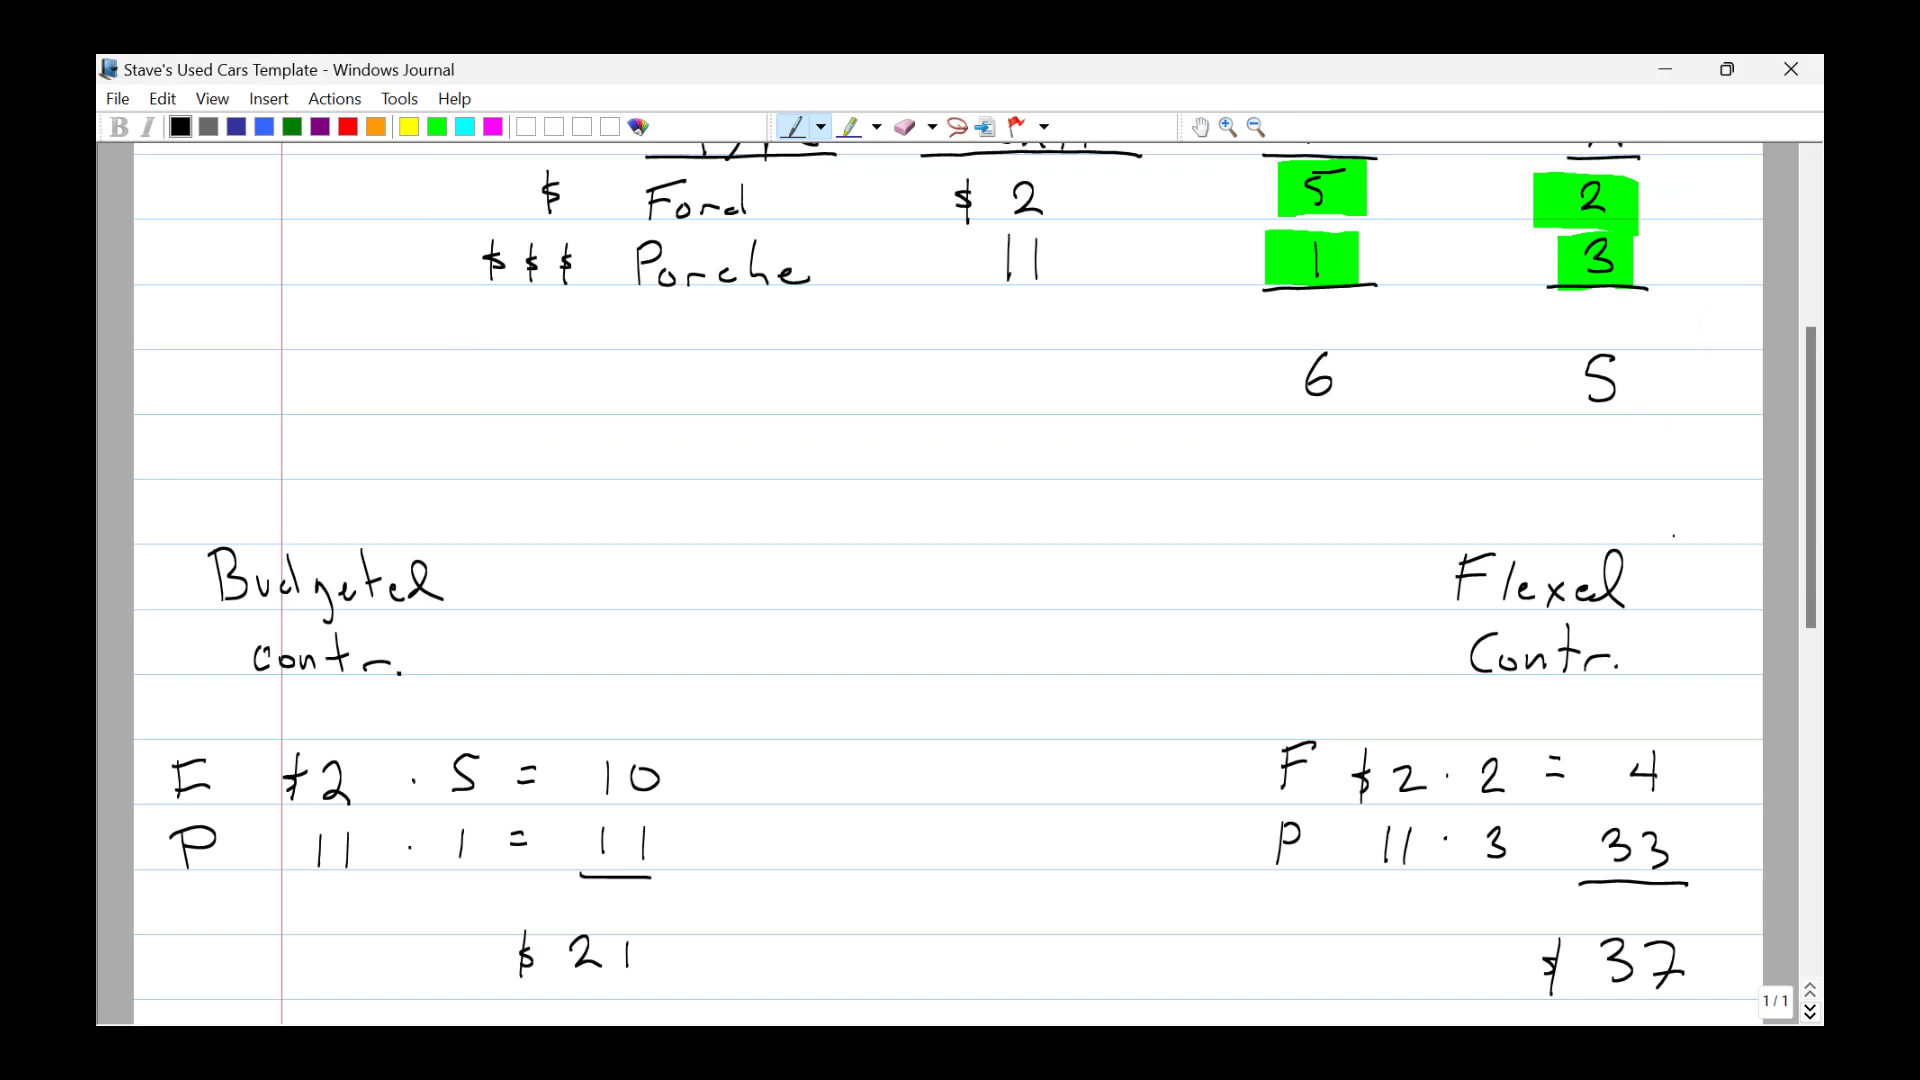 Stave's Used Cars Template - Windows Journal
File Edit View Insert Actions Tools Help
B I
$ Ford $ 2 5 2
$ $ $ Porche 11 1 3
6 5
Budgeted Flexed
contr. Contr.
F $2 · 5 = 10 F $2 · 2 = 4
P 11 · 1 = 11 P 11 · 3 33
$ 21 $ 37
1 / 1